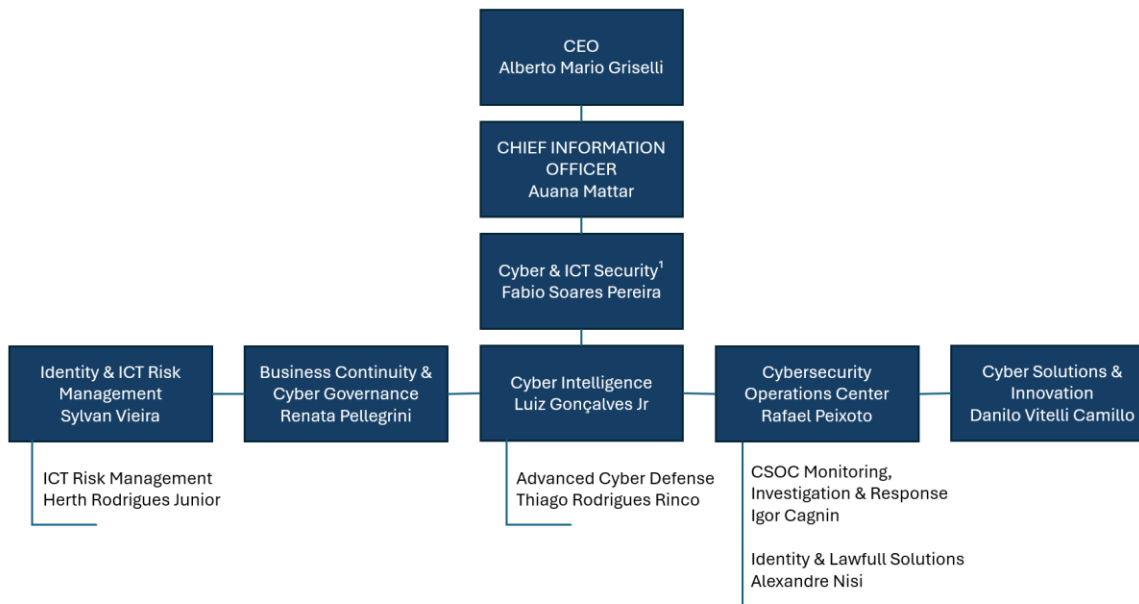 CEO
Alberto Mario Griselli
CHIEF INFORMATION
OFFICER
Auana Mattar
Cyber & ICT Security¹
Fabio Soares Pereira
Identity & ICT Risk
Management
Sylvan Vieira
Business Continuity &
Cyber Governance
Renata Pellegrini
Cyber Intelligence
Luiz Gonçalves Jr
Cybersecurity
Operations Center
Rafael Peixoto
Cyber Solutions &
Innovation
Danilo Vitelli Camillo
ICT Risk Management
Herth Rodrigues Junior
Advanced Cyber Defense
Thiago Rodrigues Rinco
CSOC Monitoring,
Investigation & Response
Igor Cagnin
Identity & Lawfull Solutions
Alexandre Nisi